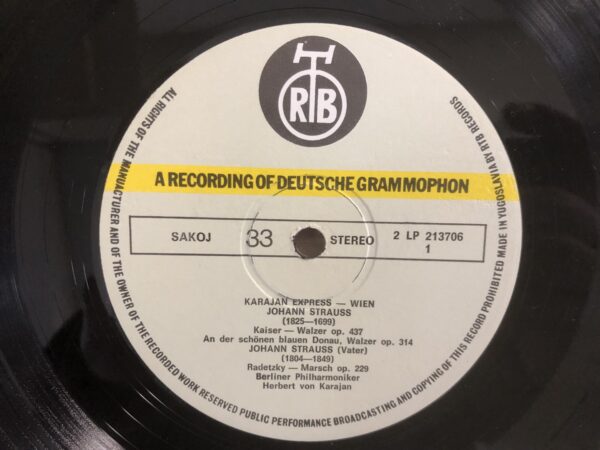 RTB
A RECORDING OF DEUTSCHE GRAMMOPHON
SAKOJ 33 STEREO 2 LP 213706
1
KARAJAN EXPRESS — WIEN
JOHANN STRAUSS
(1825—1699)
Kaiser — Walzer op. 437
An der schönen blauen Donau, Walzer op. 314
JOHANN STRAUSS (Vater)
(1804—1849)
Radetzky — Marsch op. 229
Berliner Philharmoniker
Herbert von Karajan
ALL RIGHTS OF THE MANUACTURER AND OF THE OWNER OF THE RECORDED WORK RESERVED PUBLIC PERFORMANCE BROADCASTING AND COPYING OF THIS RECORD PROHIBITED MADE IN YUGOSLAVIA BY RTB RECORDS